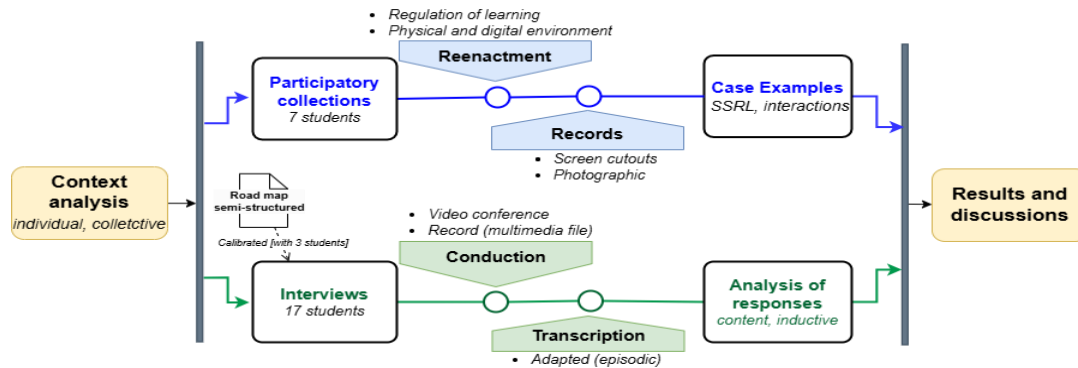 • Regulation of learning
• Physical and digital environment
Reenactment
Participatory
collections
7 students
Case Examples
SSRL, interactions
Records
• Screen cutouts
• Photographic
Context
analysis
individual, colletctive
Road map
semi-structured
Calibrated [with 3 students]
Results and
discussions
• Video conference
• Record (multimedia file)
Conduction
Interviews
17 students
Analysis of
responses
content, inductive
Transcription
• Adapted (episodic)